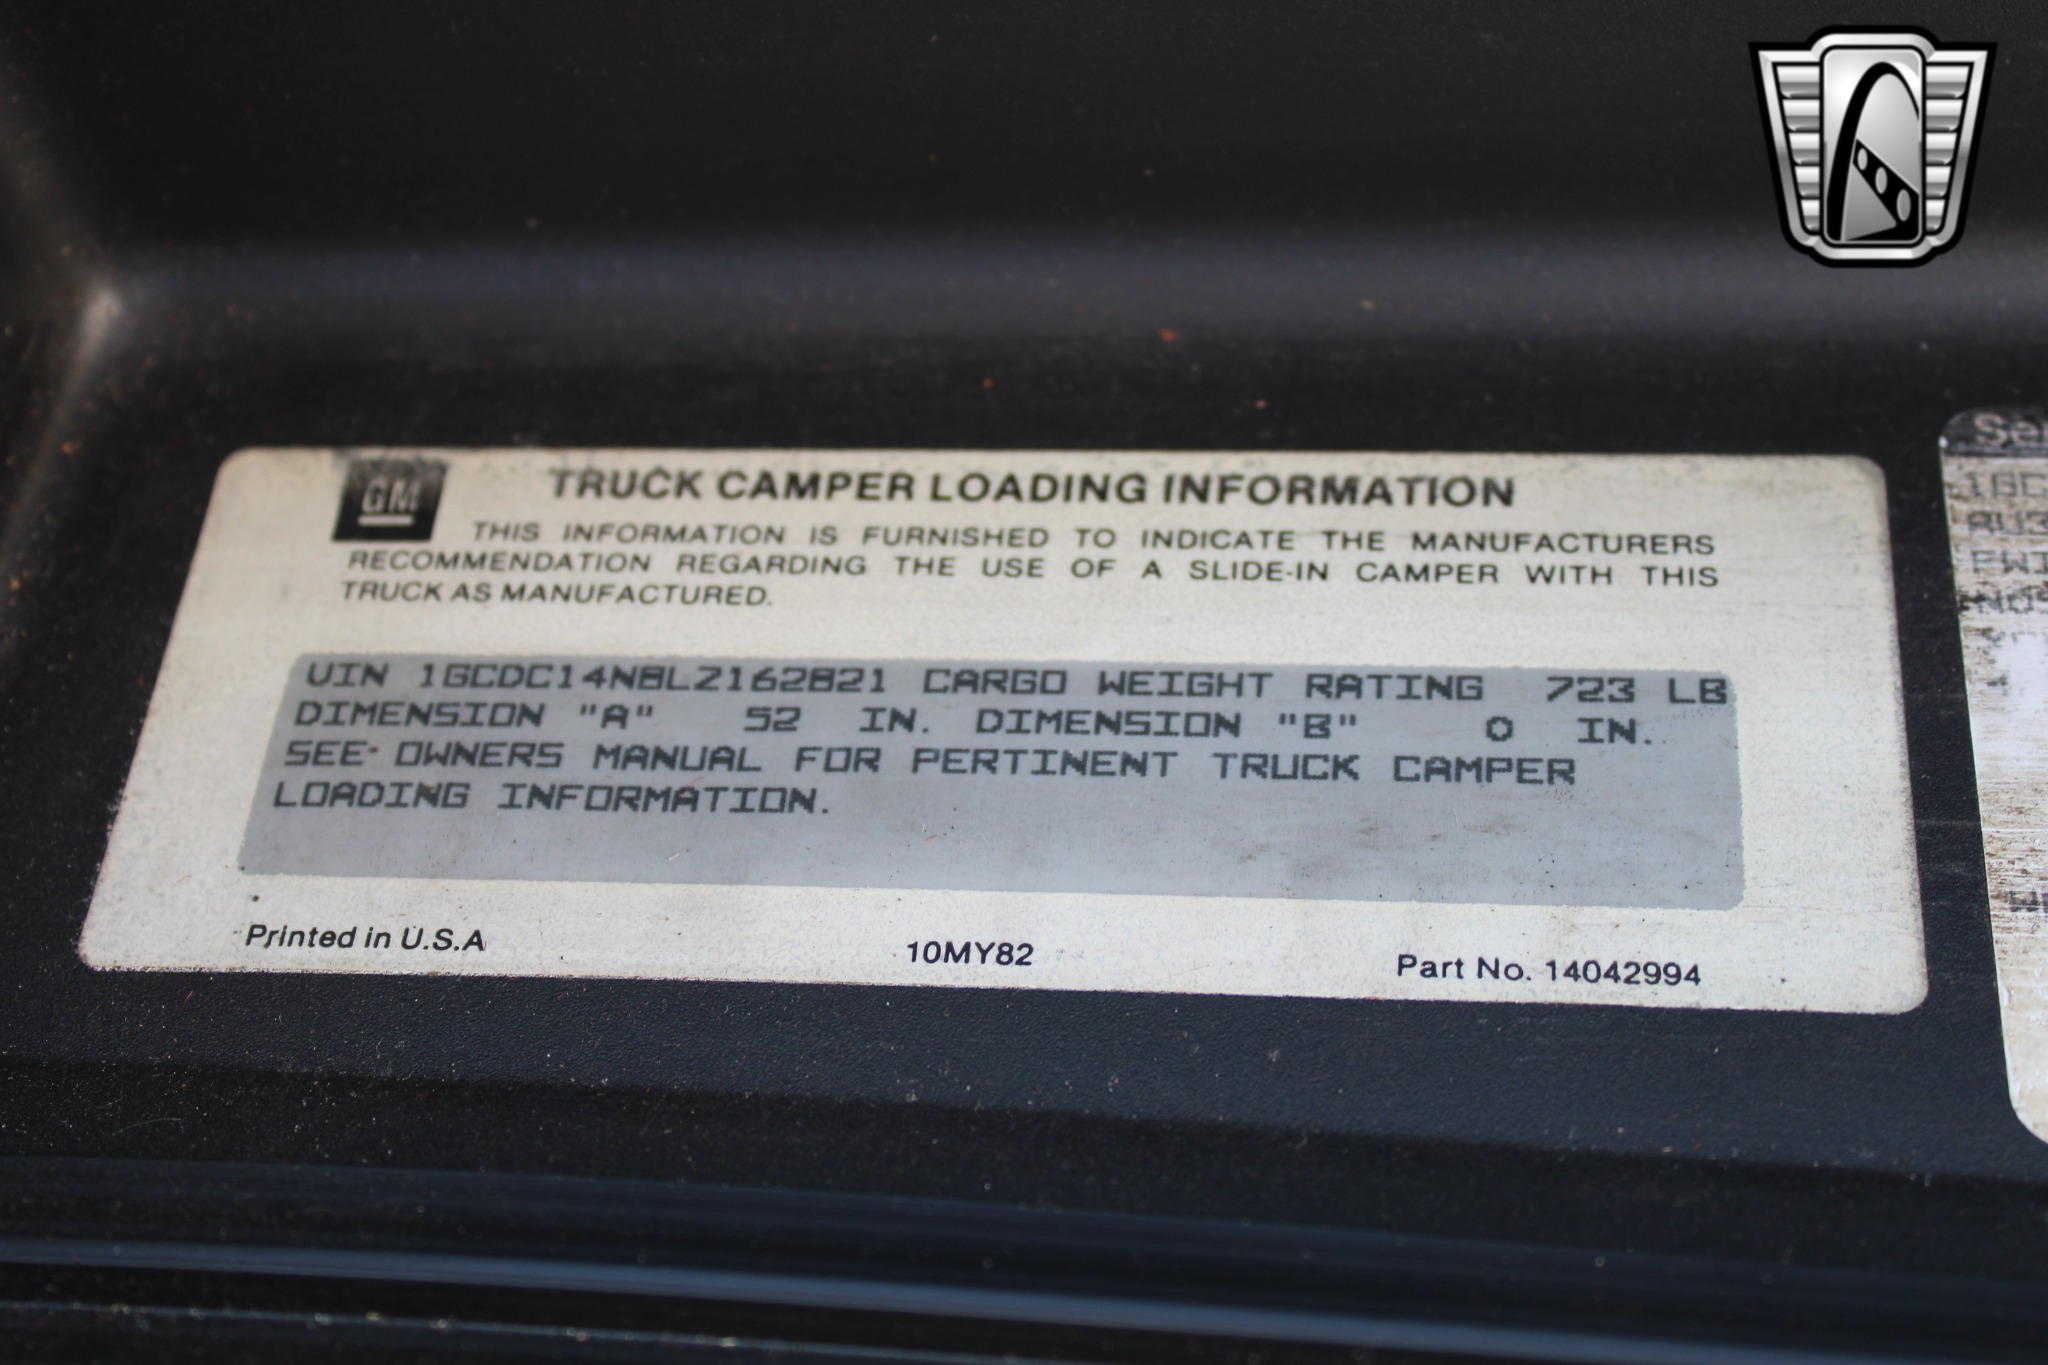 GM
TRUCK CAMPER LOADING INFORMATION
THIS INFORMATION IS FURNISHED TO INDICATE THE MANUFACTURERS
RECOMMENDATION REGARDING THE USE OF A SLIDE-IN CAMPER WITH THIS
TRUCK AS MANUFACTURED.
VIN 1GCDC14N8LZ162821 CARGO WEIGHT RATING 723 LB
DIMENSION "A" 52 IN. DIMENSION "B" 0 IN.
SEE OWNERS MANUAL FOR PERTINENT TRUCK CAMPER
LOADING INFORMATION.
Printed in U.S.A
10MY82
Part No. 14042994
1GC